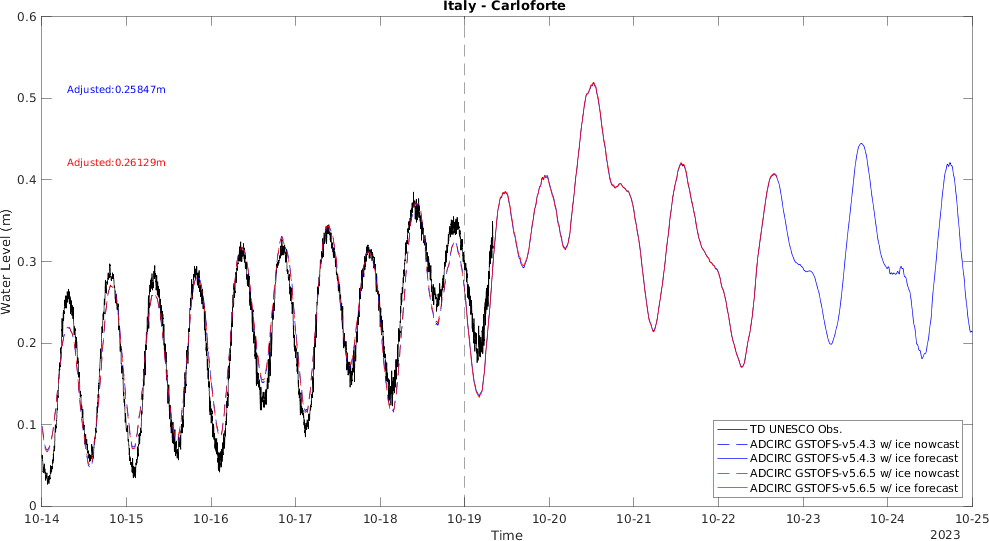 Italy - Carloforte
0.6
0.5
0.4
0.3
0.2
0.1
0
Water Level (m)
Adjusted:0.25847m
Adjusted:0.26129m
TD UNESCO Obs.
ADCIRC GSTOFS-v5.4.3 w/ ice nowcast
ADCIRC GSTOFS-v5.4.3 w/ ice forecast
ADCIRC GSTOFS-v5.6.5 w/ ice nowcast
ADCIRC GSTOFS-v5.6.5 w/ ice forecast
10-14 10-15 10-16 10-17 10-18 10-19 10-20 10-21 10-22 10-23 10-24 10-25
Time
2023